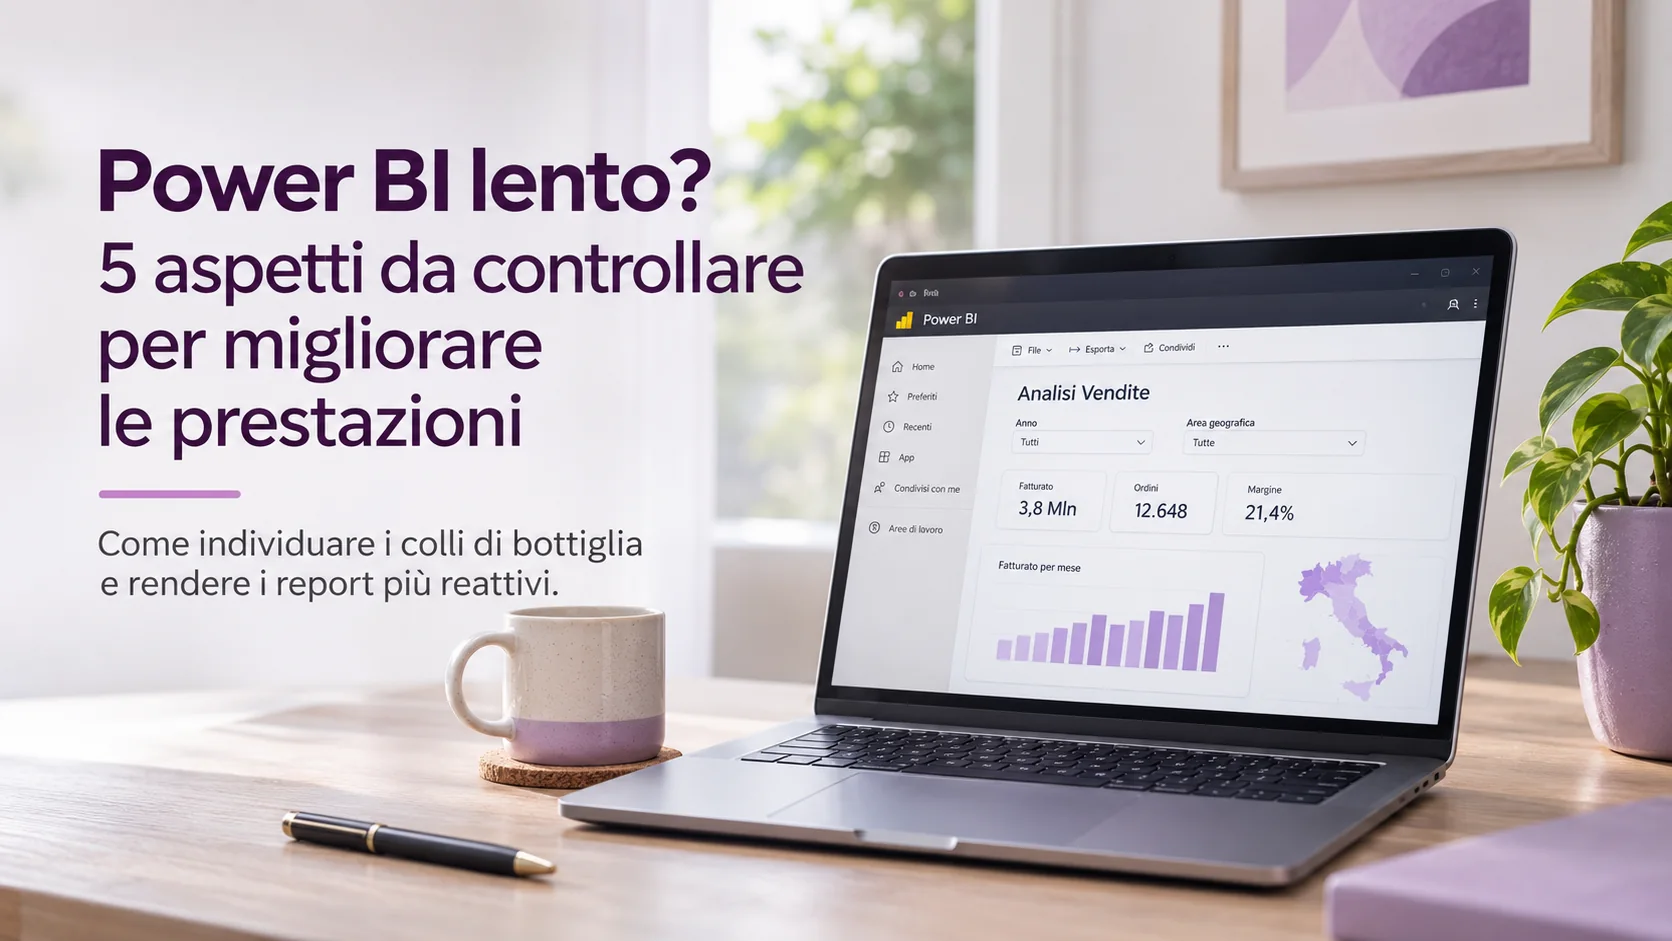 Power BI lento?
5 aspetti da controllare
per migliorare
le prestazioni
Come individuare i colli di bottiglia
e rendere i report più reattivi.
Power BI
Home
Preferiti
Recenti
App
Condivisi con me
Aree di lavoro
File
Esporta
Condividi
Analisi Vendite
Anno
Tutti
Area geografica
Tutte
Fatturato
3,8 Mln
Ordini
12.648
Margine
21,4%
Fatturato per mese